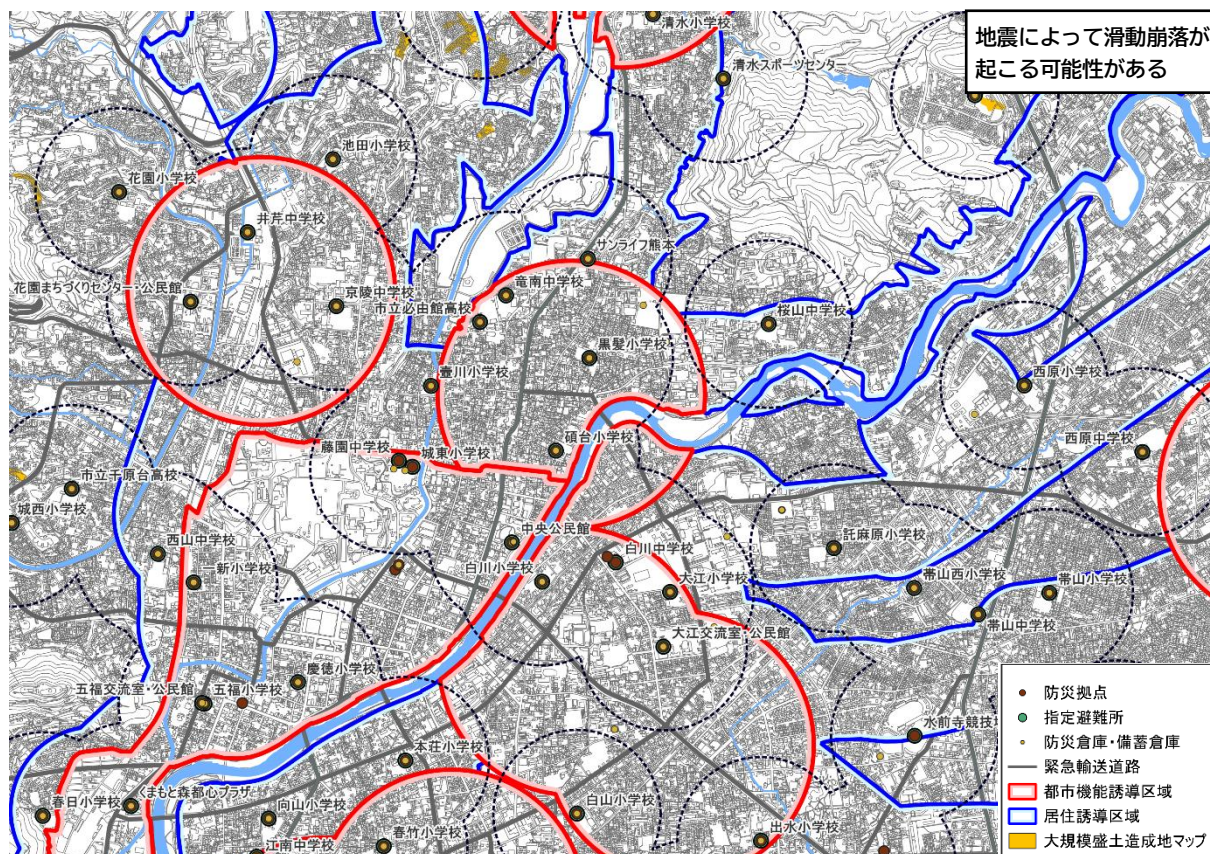 地震によって滑動崩落が
起こる可能性がある
清水小学校
清水スポーツセンター
池田小学校
花園小学校
井芹中学校
サンライフ熊本
花園まちづくりセンター・公民館
京陵中学校
竜南中学校
市立必由館高校
桜山中学校
黒髪小学校
壷川小学校
西原小学校
藤園中学校
城東小学校
碩台小学校
西原中学校
市立千原台高校
城西小学校
中央公民館
西山中学校
白川中学校
託麻原小学校
一新小学校
白川小学校
大江小学校
帯山西小学校
帯山小学校
帯山中学校
大江交流室・公民館
慶徳小学校
五福交流室・公民館
五福小学校
水前寺競技場
本荘小学校
くまもと森都心プラザ
春日小学校
向山小学校
白山小学校
春竹小学校
江南中学校
出水小学校
防災拠点
指定避難所
防災倉庫・備蓄倉庫
緊急輸送道路
都市機能誘導区域
居住誘導区域
大規模盛土造成地マップ